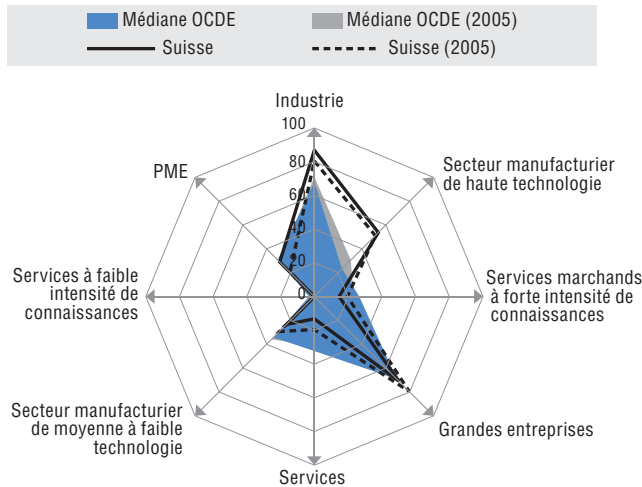 Médiane OCDE
Médiane OCDE (2005)
Suisse
Suisse (2005)
Industrie
100
80
60
40
20
0
Secteur manufacturier
de haute technologie
Services marchands
à forte intensité de
connaissances
Grandes entreprises
Services
Secteur manufacturier
de moyenne à faible
technologie
Services à faible
intensité de
connaissances
PME